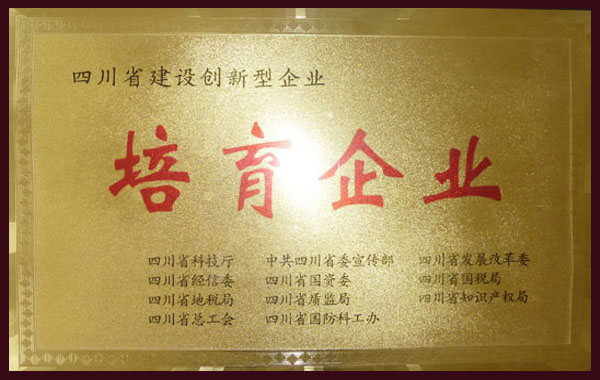 四川省建设创新型企业
培育企业
四川省科技厅 中共四川省委宣传部 四川省发展改革委
四川省经信委 四川省国资委 四川省国税局
四川省地税局 四川省质监局 四川省知识产权局
四川省总工会 四川省国防科工办